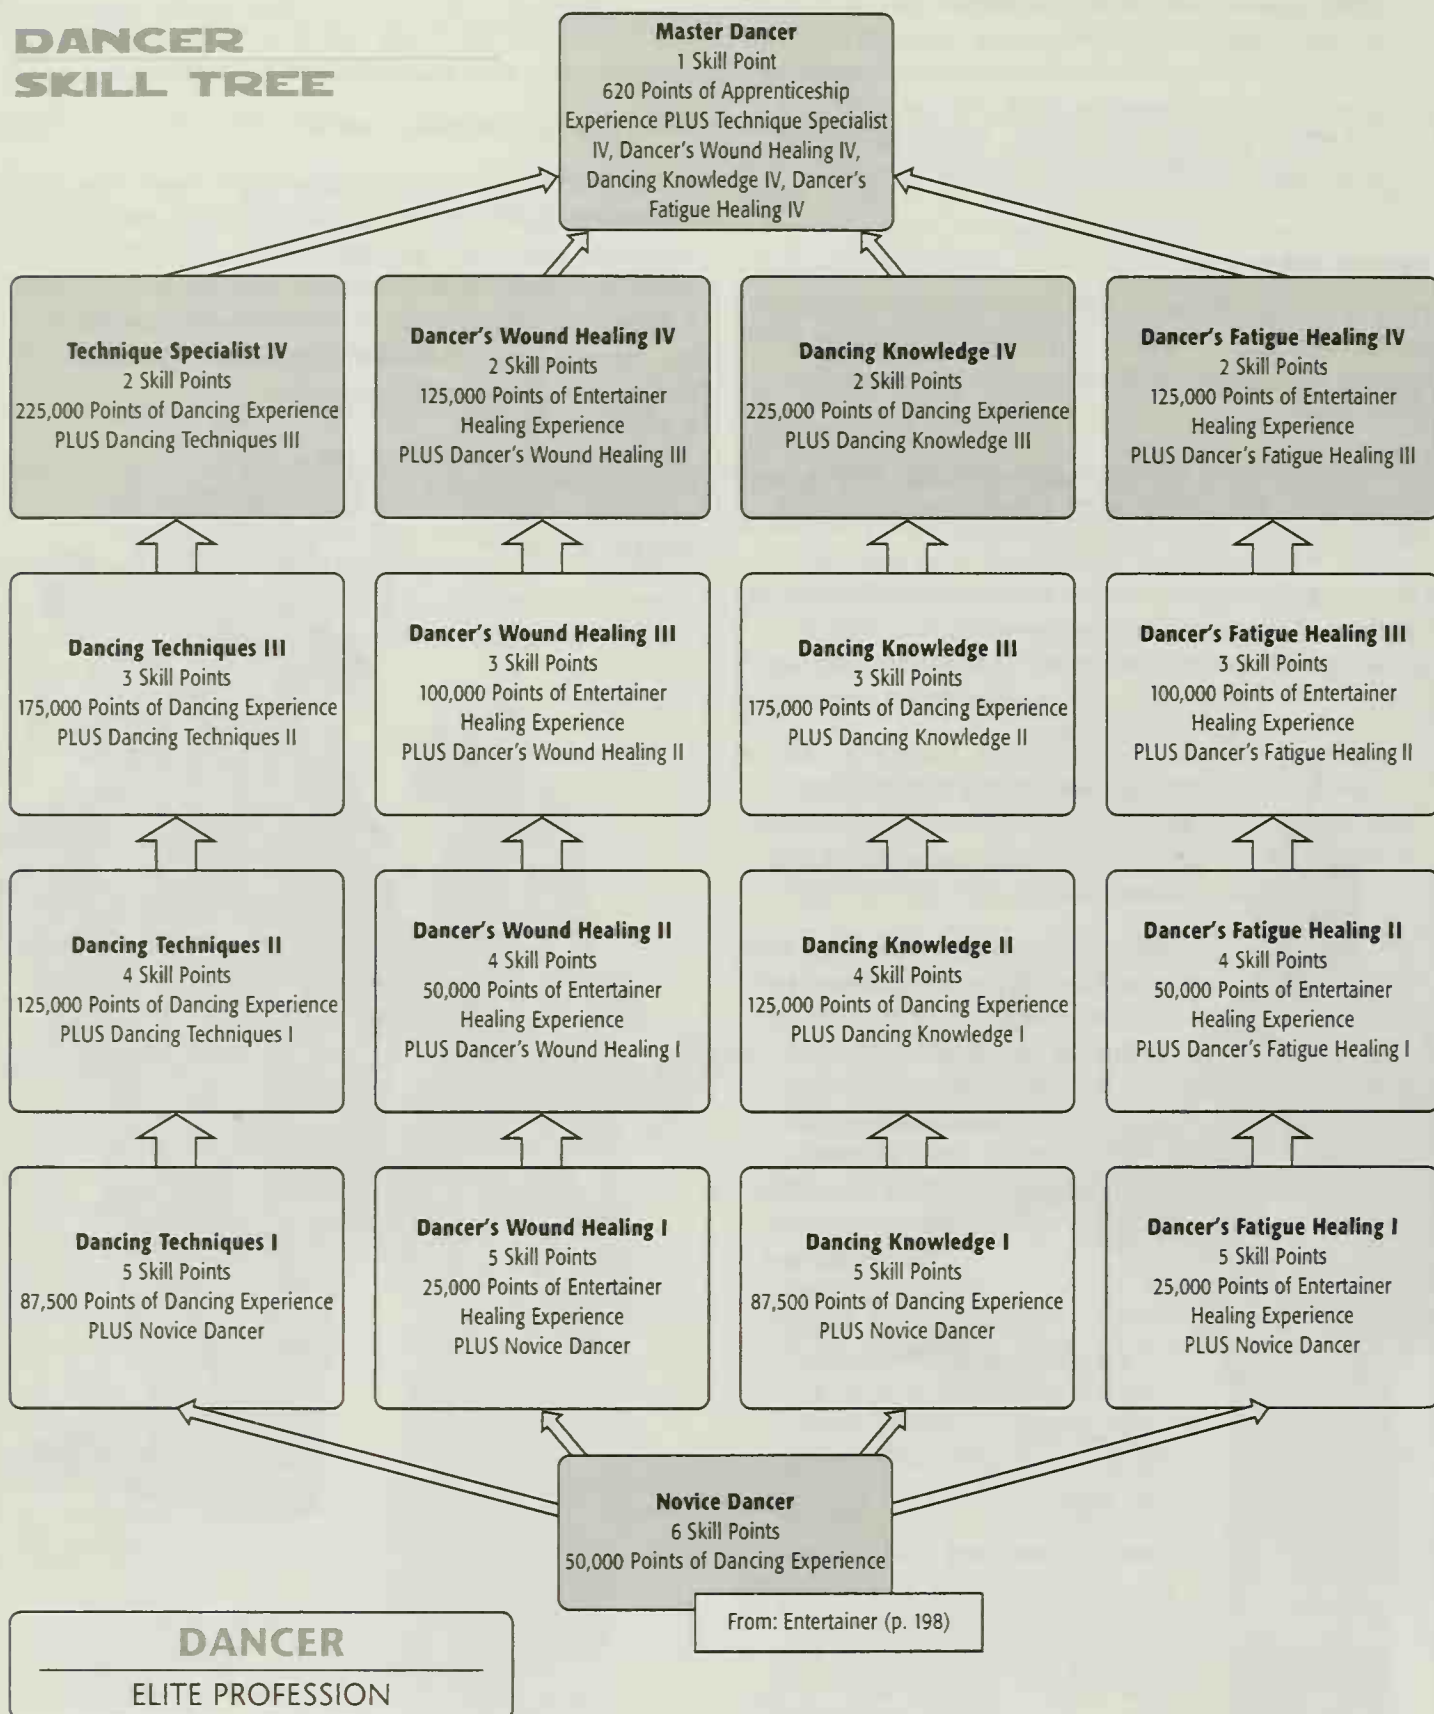 DANCER
SKILL TREE
Master Dancer
1 Skill Point
620 Points of Apprenticeship
Experience PLUS Technique Specialist
IV, Dancer's Wound Healing IV,
Dancing Knowledge IV, Dancer's
Fatigue Healing IV
Technique Specialist IV
2 Skill Points
225,000 Points of Dancing Experience
PLUS Dancing Techniques III
Dancer's Wound Healing IV
2 Skill Points
125,000 Points of Entertainer
Healing Experience
PLUS Dancer's Wound Healing III
Dancing Knowledge IV
2 Skill Points
225,000 Points of Dancing Experience
PLUS Dancing Knowledge III
Dancer's Fatigue Healing IV
2 Skill Points
125,000 Points of Entertainer
Healing Experience
PLUS Dancer's Fatigue Healing III
Dancing Techniques III
3 Skill Points
175,000 Points of Dancing Experience
PLUS Dancing Techniques II
Dancer's Wound Healing III
3 Skill Points
100,000 Points of Entertainer
Healing Experience
PLUS Dancer's Wound Healing II
Dancing Knowledge III
3 Skill Points
175,000 Points of Dancing Experience
PLUS Dancing Knowledge II
Dancer's Fatigue Healing III
3 Skill Points
100,000 Points of Entertainer
Healing Experience
PLUS Dancer's Fatigue Healing II
Dancing Techniques II
4 Skill Points
125,000 Points of Dancing Experience
PLUS Dancing Techniques I
Dancer's Wound Healing II
4 Skill Points
50,000 Points of Entertainer
Healing Experience
PLUS Dancer's Wound Healing I
Dancing Knowledge II
4 Skill Points
125,000 Points of Dancing Experience
PLUS Dancing Knowledge I
Dancer's Fatigue Healing II
4 Skill Points
50,000 Points of Entertainer
Healing Experience
PLUS Dancer's Fatigue Healing I
Dancing Techniques I
5 Skill Points
87,500 Points of Dancing Experience
PLUS Novice Dancer
Dancer's Wound Healing I
5 Skill Points
25,000 Points of Entertainer
Healing Experience
PLUS Novice Dancer
Dancing Knowledge I
5 Skill Points
87,500 Points of Dancing Experience
PLUS Novice Dancer
Dancer's Fatigue Healing I
5 Skill Points
25,000 Points of Entertainer
Healing Experience
PLUS Novice Dancer
Novice Dancer
6 Skill Points
50,000 Points of Dancing Experience
From: Entertainer (p. 198)
DANCER
ELITE PROFESSION